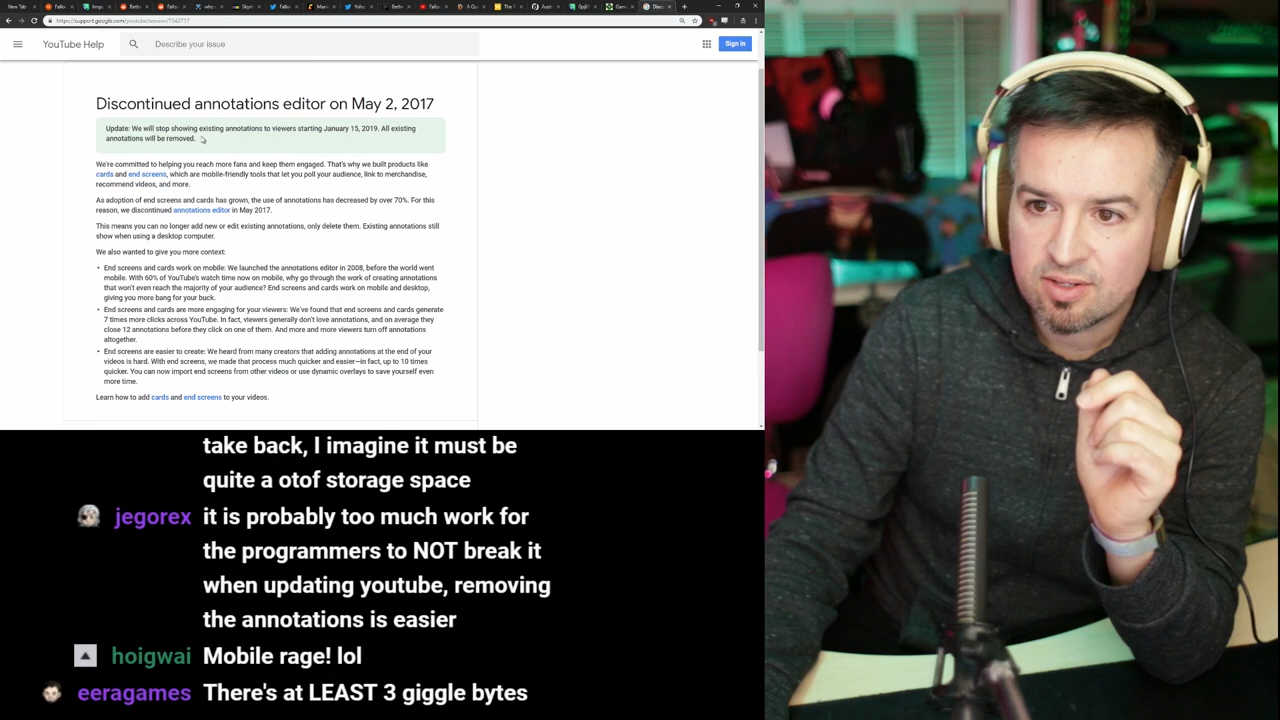 New Tab
https://support.google.com/youtube/answer/7342737
YouTube Help
Describe your issue
Sign in
Discontinued annotations editor on May 2, 2017
Update: We will stop showing existing annotations to viewers starting January 15, 2019. All existing
annotations will be removed.
We're committed to helping you reach more fans and keep them engaged. That's why we built products like
cards and end screens, which are mobile-friendly tools that let you poll your audience, link to merchandise,
recommend videos, and more.
As adoption of end screens and cards has grown, the use of annotations has decreased by over 70%. For this
reason, we discontinued annotations editor in May 2017.
This means you can no longer add new or edit existing annotations, only delete them. Existing annotations still
show when using a desktop computer.
We also wanted to give you more context:
• End screens and cards work on mobile: We launched the annotations editor in 2008, before the world went
mobile. With 60% of YouTube's watch time now on mobile, why go through the work of creating annotations
that won't even reach the majority of your audience? End screens and cards work on mobile and desktop,
giving you more bang for your buck.
• End screens and cards are more engaging for your viewers: We've found that end screens and cards generate
7 times more clicks across YouTube. In fact, viewers generally don't love annotations, and on average they
close 12 annotations before they click on one of them. And more and more viewers turn off annotations
altogether.
• End screens are easier to create: We heard from many creators that adding annotations at the end of your
videos is hard. With end screens, we made that process much quicker and easier—in fact, up to 10 times
quicker. You can now import end screens from other videos or use dynamic overlays to save yourself even
more time.
Learn how to add cards and end screens to your videos.
take back, I imagine it must be
quite a otof storage space
jegorex it is probably too much work for
the programmers to NOT break it
when updating youtube, removing
the annotations is easier
hoigwai Mobile rage! lol
eeragames There's at LEAST 3 giggle bytes